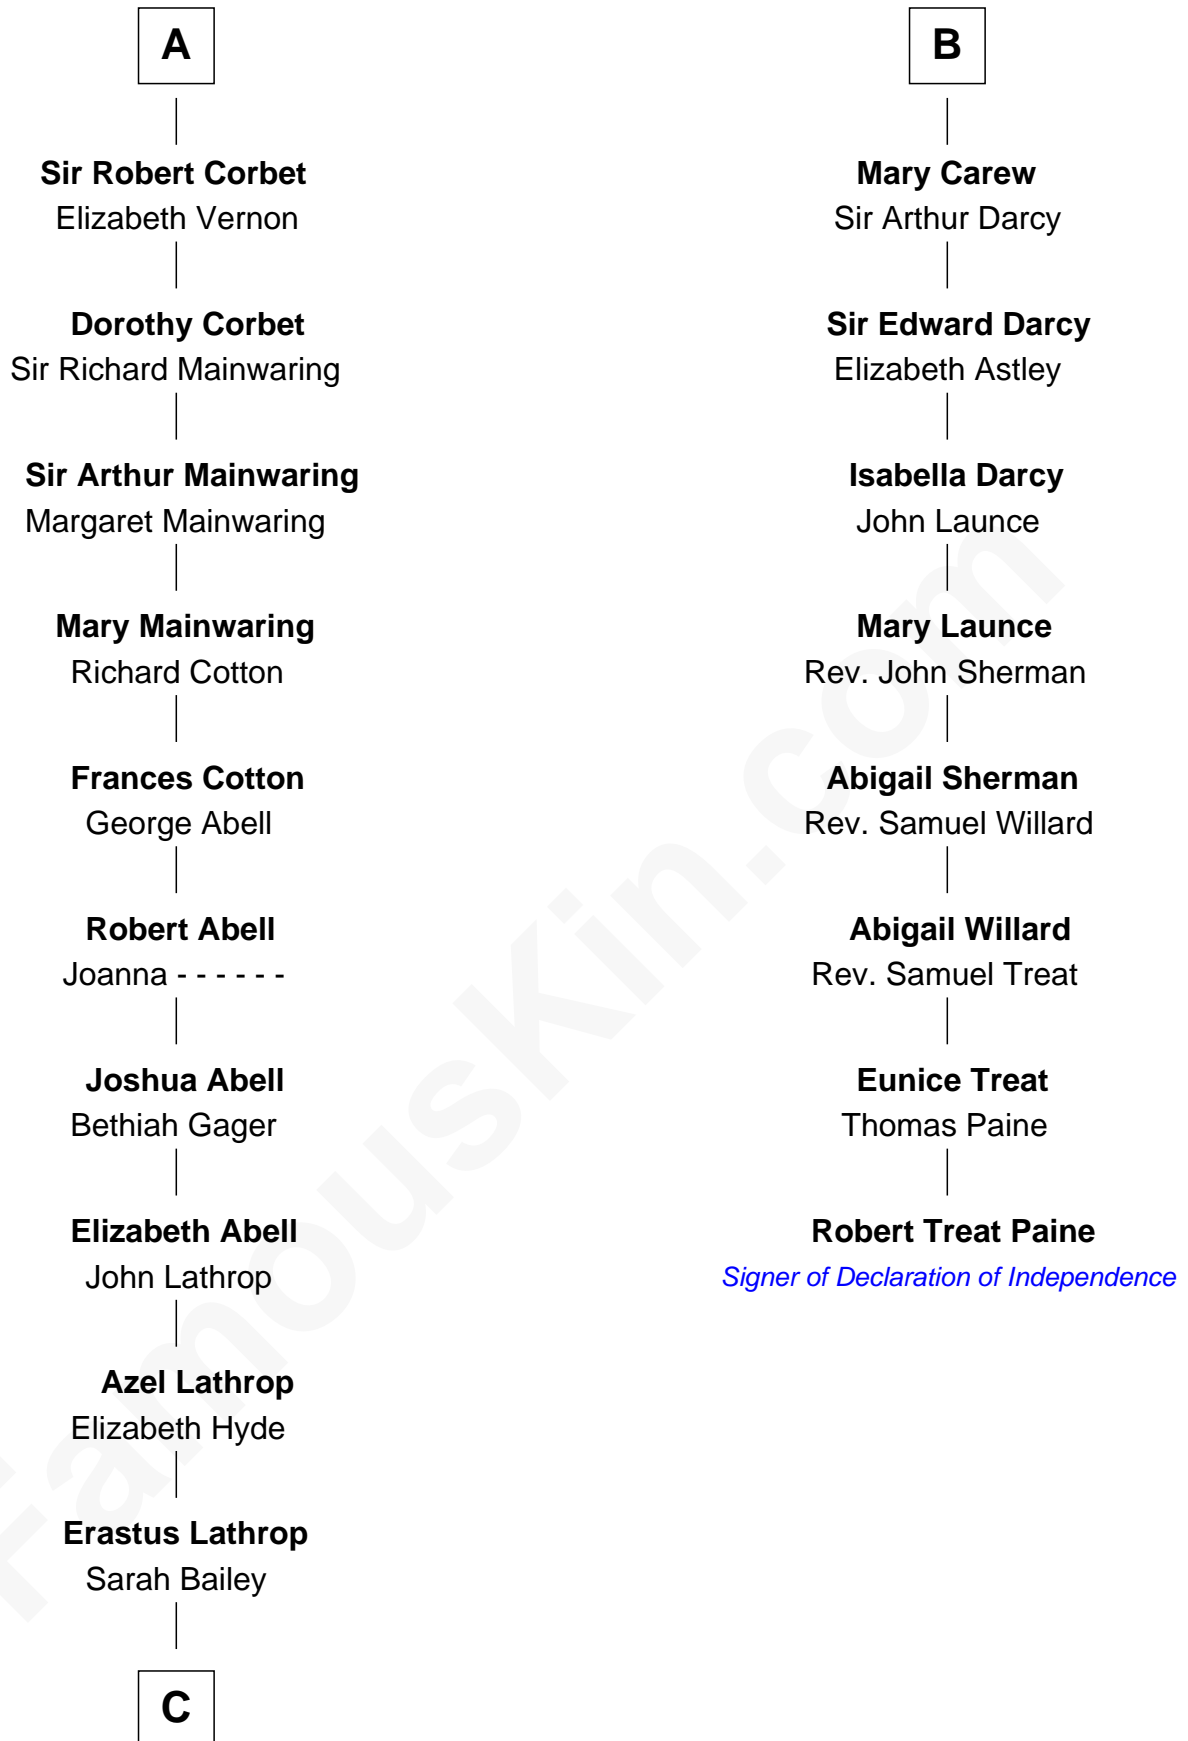 A
Sir Robert Corbet
Elizabeth Vernon
Dorothy Corbet
Sir Richard Mainwaring
Sir Arthur Mainwaring
Margaret Mainwaring
Mary Mainwaring
Richard Cotton
Frances Cotton
George Abell
Robert Abell
Joanna - - - - - -
Joshua Abell
Bethiah Gager
Elizabeth Abell
John Lathrop
Azel Lathrop
Elizabeth Hyde
Erastus Lathrop
Sarah Bailey
C
B
Mary Carew
Sir Arthur Darcy
Sir Edward Darcy
Elizabeth Astley
Isabella Darcy
John Launce
Mary Launce
Rev. John Sherman
Abigail Sherman
Rev. Samuel Willard
Abigail Willard
Rev. Samuel Treat
Eunice Treat
Thomas Paine
Robert Treat Paine
Signer of Declaration of Independence
FamousKin.com